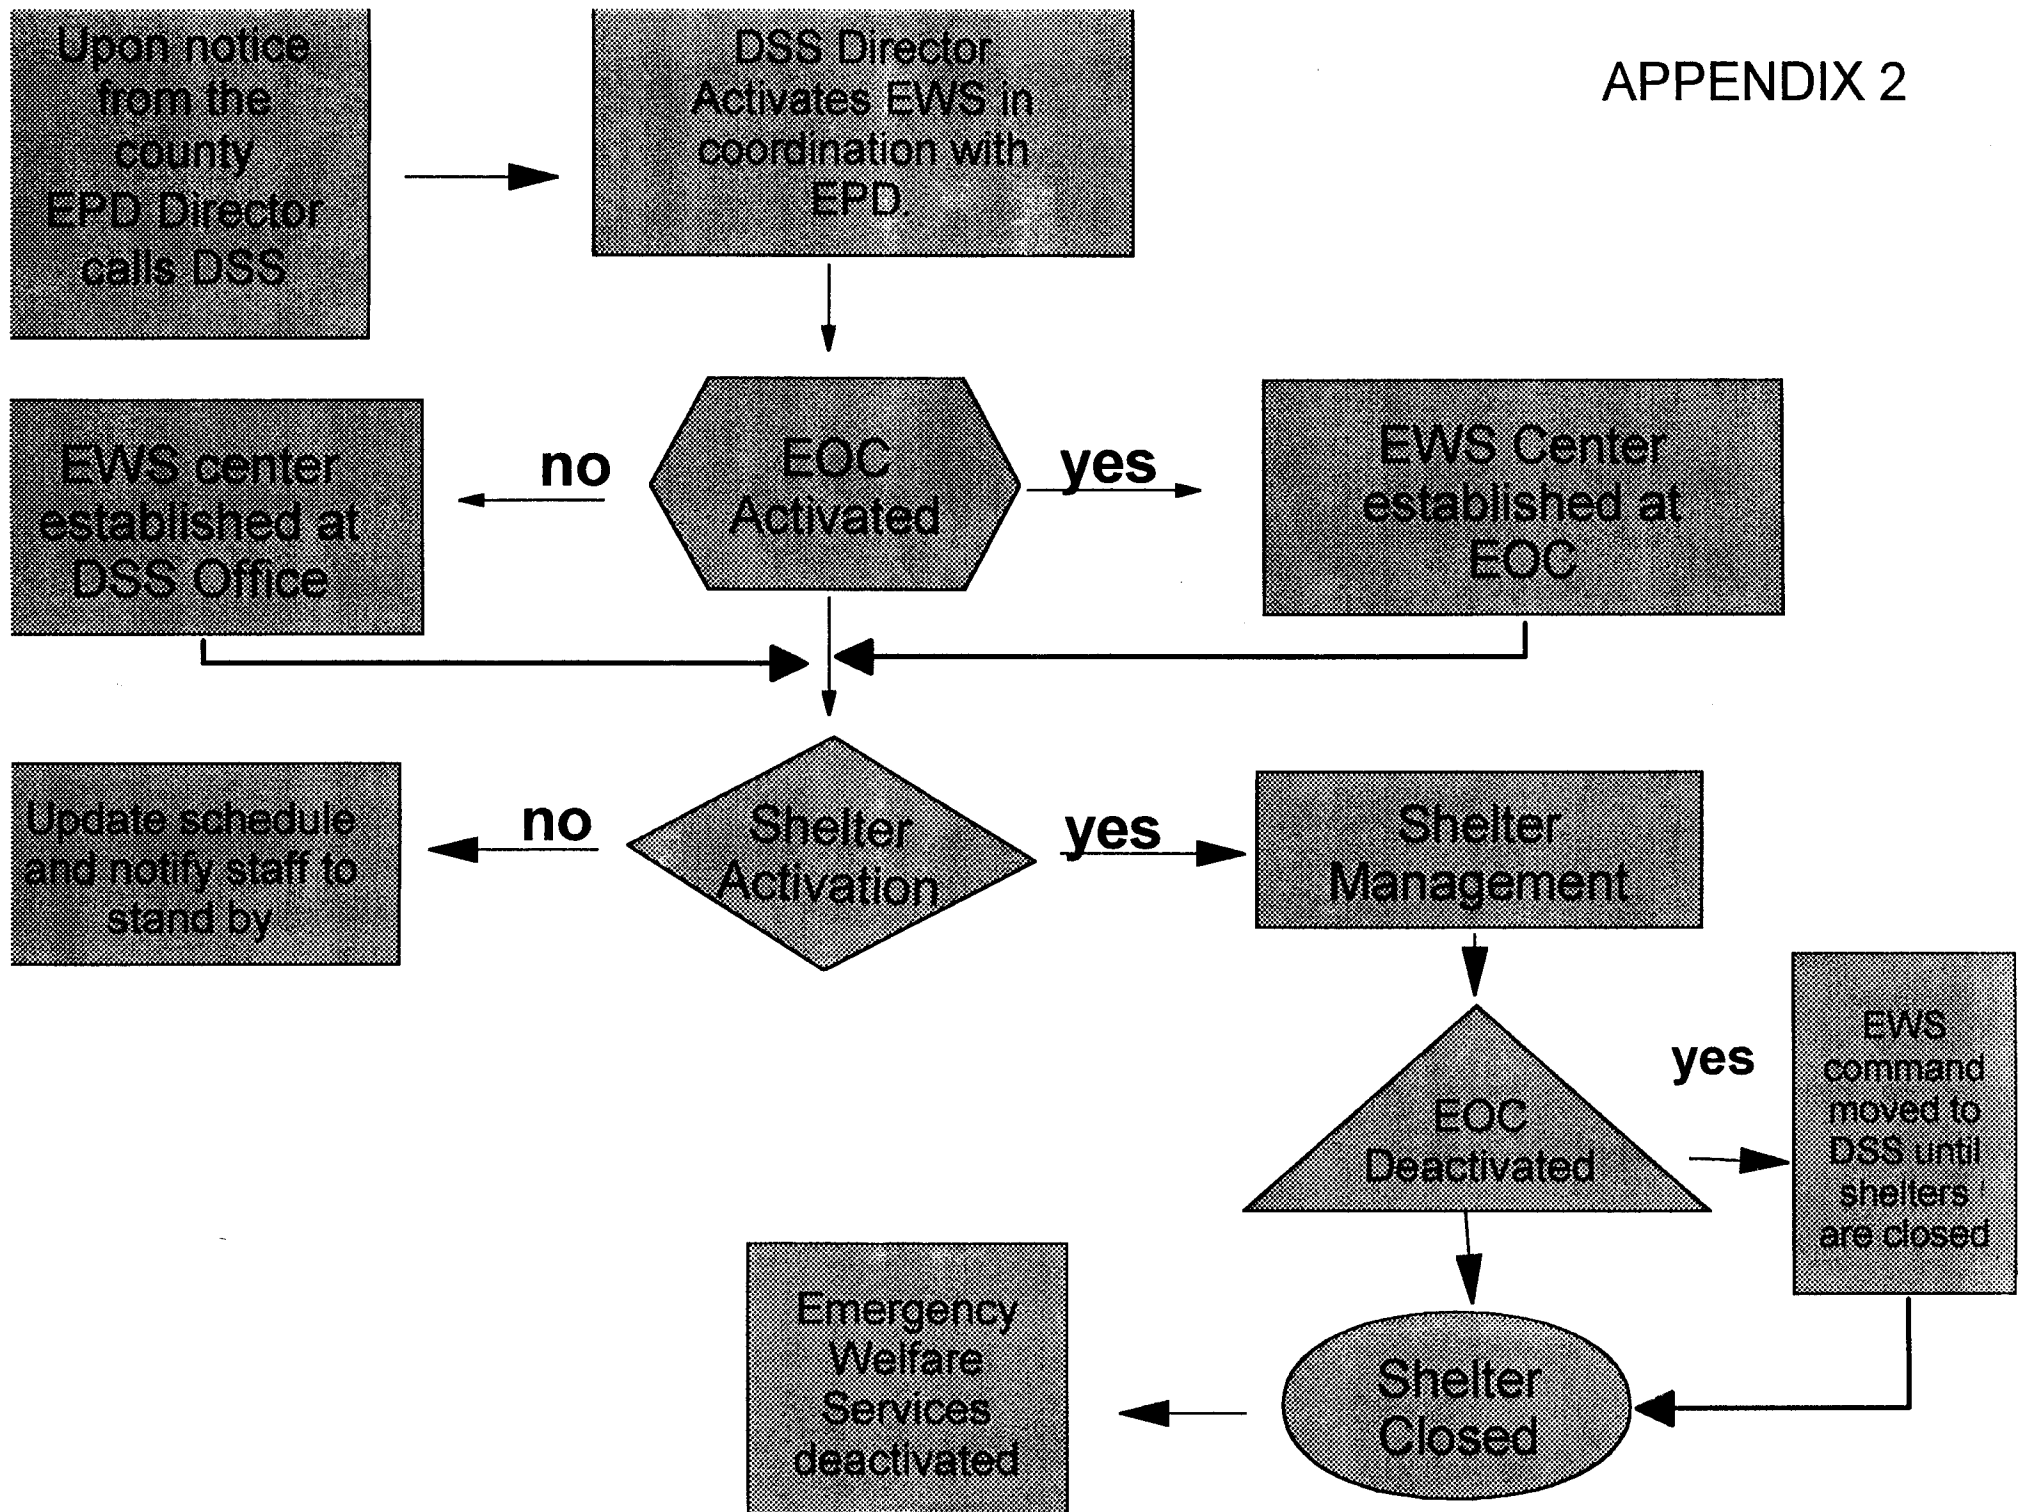 APPENDIX 2
Upon notice
from the
county
EPD Director
calls DSS
DSS Director
Activates EWS in
coordination with
EPD.
EWS center
established at
DSS Office
no
EOC
Activated
yes
EWS Center
established at
EOC
Update schedule
and notify staff to
stand by
no
Shelter
Activation
yes
Shelter
Management
EOC
Deactivated
yes
EWS
command
moved to
DSS until
shelters
are closed
Shelter
Closed
Emergency
Welfare
Services
deactivated